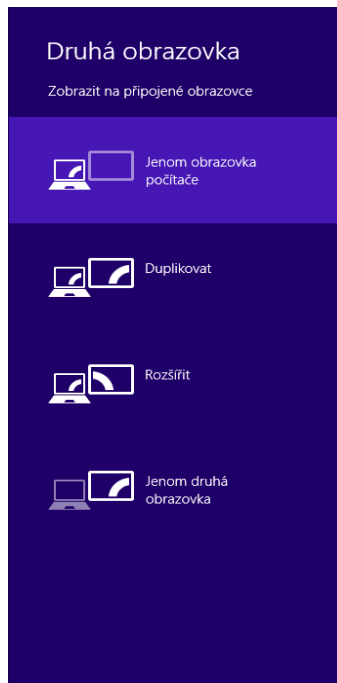 Druhá obrazovka
Zobrazit na připojené obrazovce
Jenom obrazovka
počítače
Duplikovat
Rozšířit
Jenom druhá
obrazovka